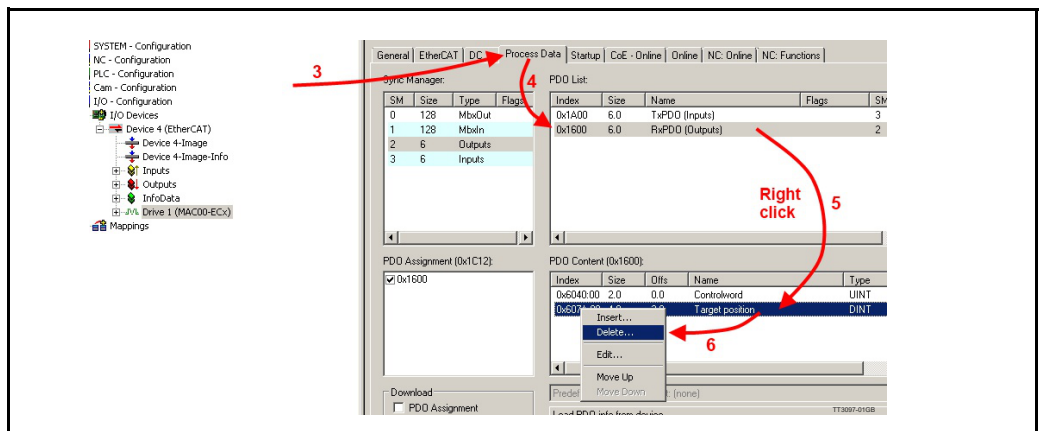 SYSTEM - Configuration
NC - Configuration
PLC - Configuration
Cam - Configuration
I/O - Configuration
I/O Devices
Device 4 (EtherCAT)
Device 4-Image
Device 4-Image-Info
Inputs
Outputs
InfoData
Drive 1 (MAC00-ECx)
Mappings
3
General EtherCAT DC Process Data Startup CoE - Online Online NC: Online NC: Functions
Sync Manager:
SM Size Type Flags
0 128 MbxOut
1 128 MbxIn
2 6 Outputs
3 6 Inputs
4
PDO List:
Index Size Name Flags SM
0x1A00 6.0 TxPDO (Inputs) 3
0x1600 6.0 RxPDO (Outputs) 2
Right
click
5
PDO Assignment (0x1C12):
0x1600
PDO Content (0x1600):
Index Size Offs Name Type
0x6040:00 2.0 0.0 Controlword UINT
Target position DINT
Insert...
Delete...
Edit...
Move Up
Move Down
6
Download
PDO Assignment
(none)
Load PDO info from device
TT3097-01GB